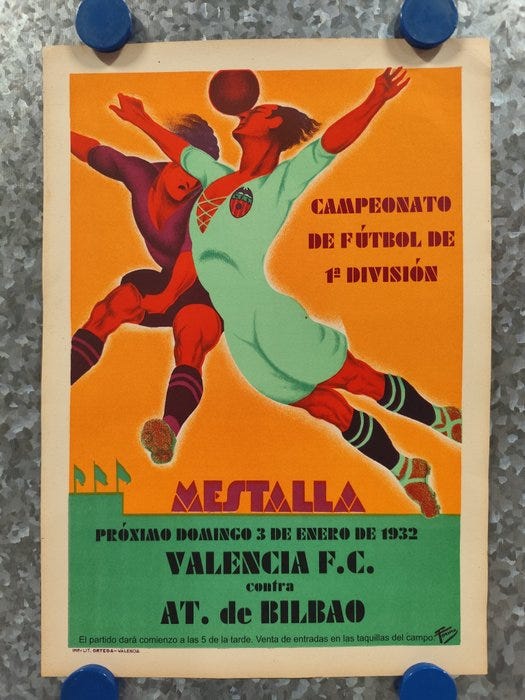 CAMPEONATO
DE FÚTBOL DE
1ª DIVISIÓN
MESTALLA
PRÓXIMO DOMINGO 3 DE ENERO DE 1932
VALENCIA F.C.
contra
AT. de BILBAO
El partido dará comienzo a las 5 de la tarde. Venta de entradas en las taquillas del campo.
IMP. LIT. ORTEGA-VALENCIA